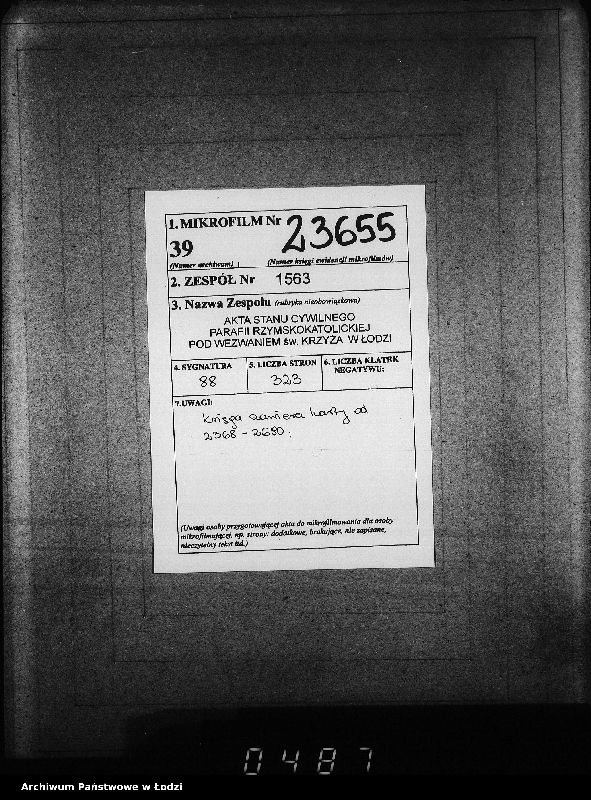 1. MIKROFILM Nr 23655
39
(Numer archiwum) (Numer księgi ewidencji mikrofilmów)
2. ZESPÓŁ Nr 1563
3. Nazwa Zespołu (rubryka nieobowiązkowa)
AKTA STANU CYWILNEGO
PARAFII RZYMSKOKATOLICKIEJ
POD WEZWANIEM św. KRZYŻA W ŁODZI
4. SYGNATURA 5. LICZBA STRON 6. LICZBA KLATEK
NEGATYWU:
88 323
7. UWAGI:
Księga zawiera karty od
2368 - 2690.
(Uwagi osoby przygotowującej akta do mikrofilmowania dla osoby
mikrofilmującej, np. strony: dodatkowe, brakujące, nie zapisane,
nieczytelny tekst itd.)
0487
Archiwum Państwowe w Łodzi